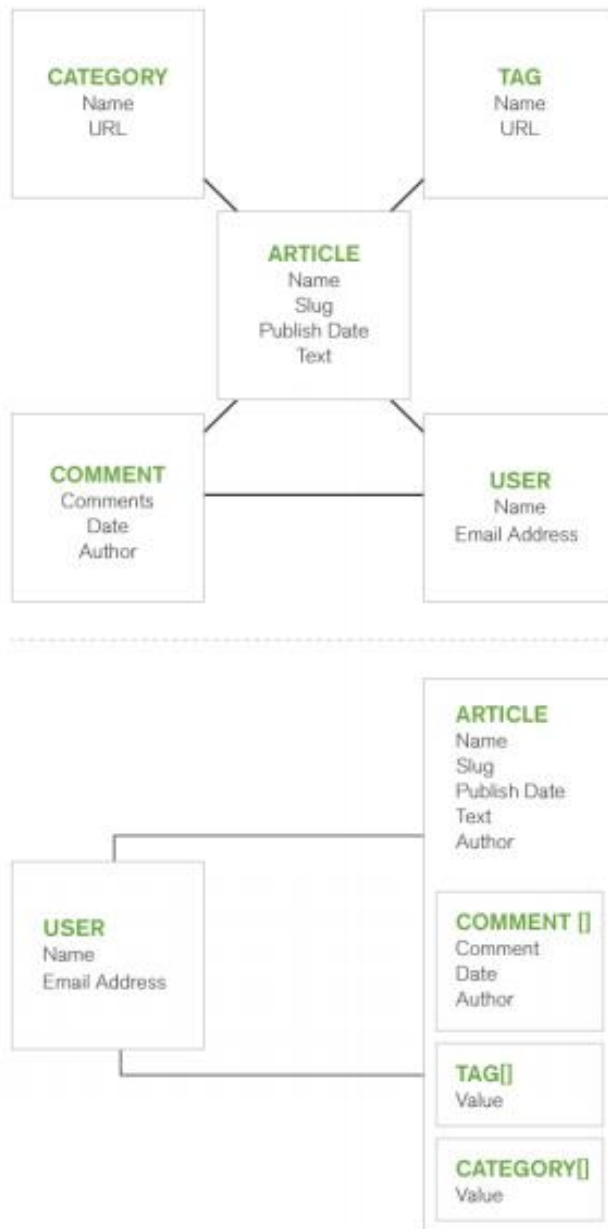 CATEGORY
Name
URL
TAG
Name
URL
ARTICLE
Name
Slug
Publish Date
Text
COMMENT
Comments
Date
Author
USER
Name
Email Address
ARTICLE
Name
Slug
Publish Date
Text
Author
USER
Name
Email Address
COMMENT []
Comment
Date
Author
TAG[]
Value
CATEGORY[]
Value